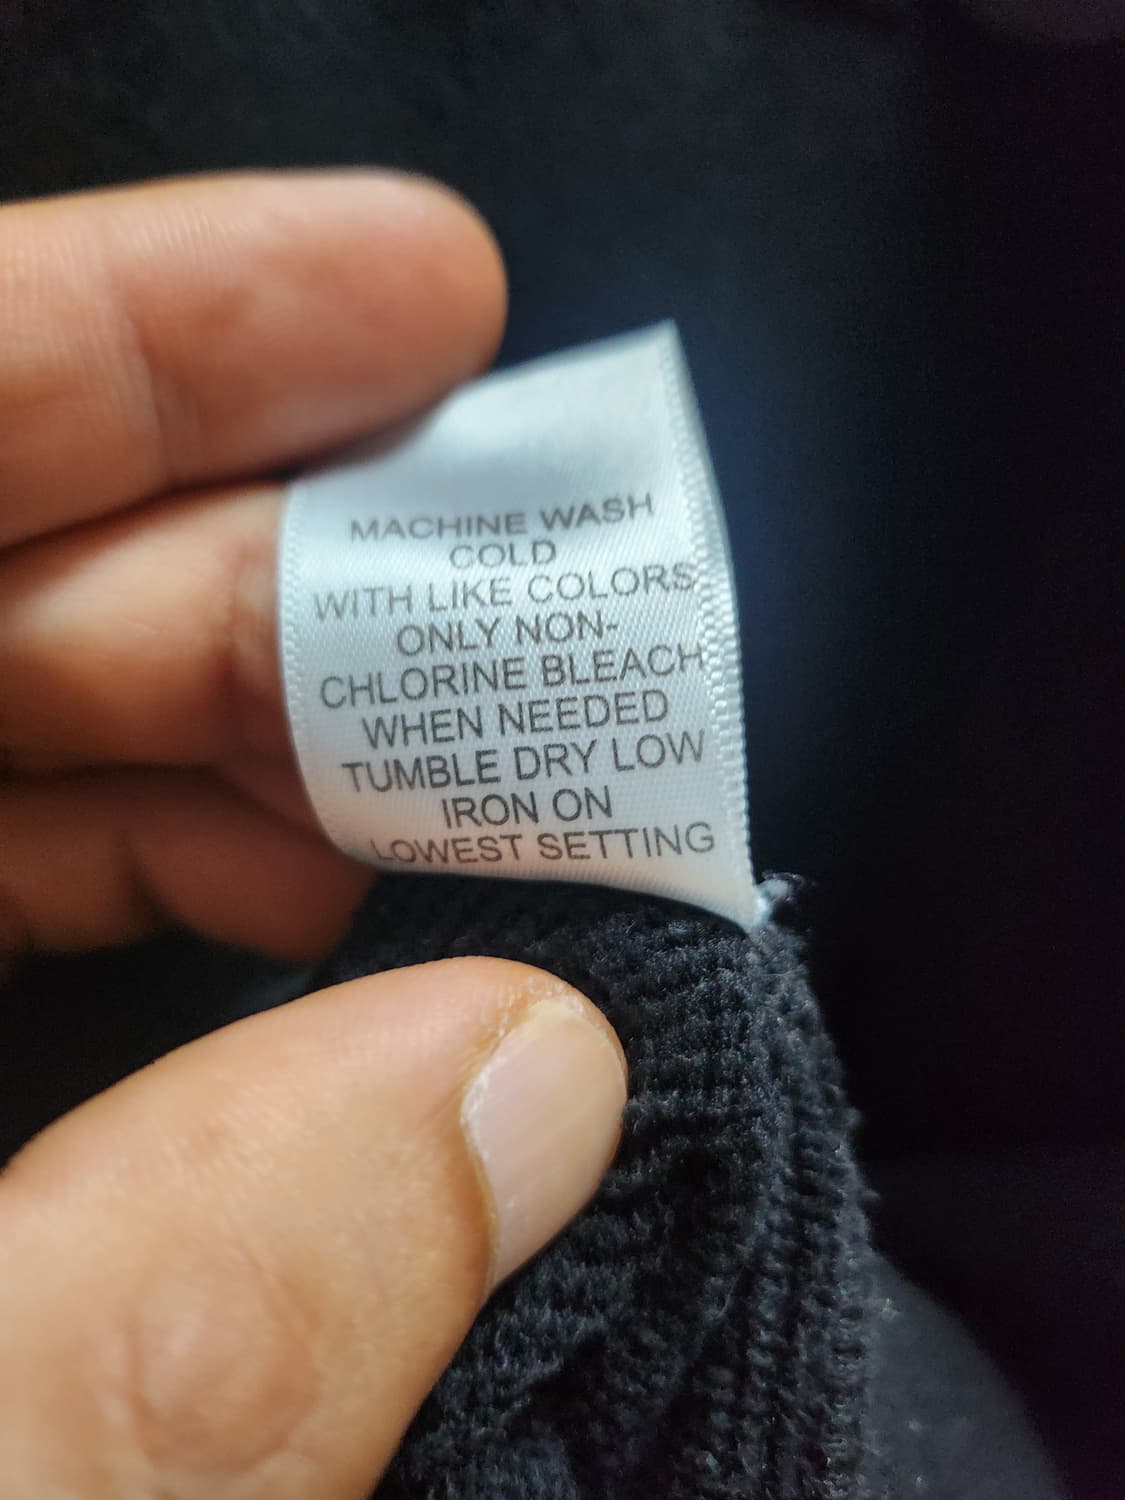 MACHINE WASH
COLD
WITH LIKE COLORS
ONLY NON-
CHLORINE BLEACH
WHEN NEEDED
TUMBLE DRY LOW
IRON ON
LOWEST SETTING